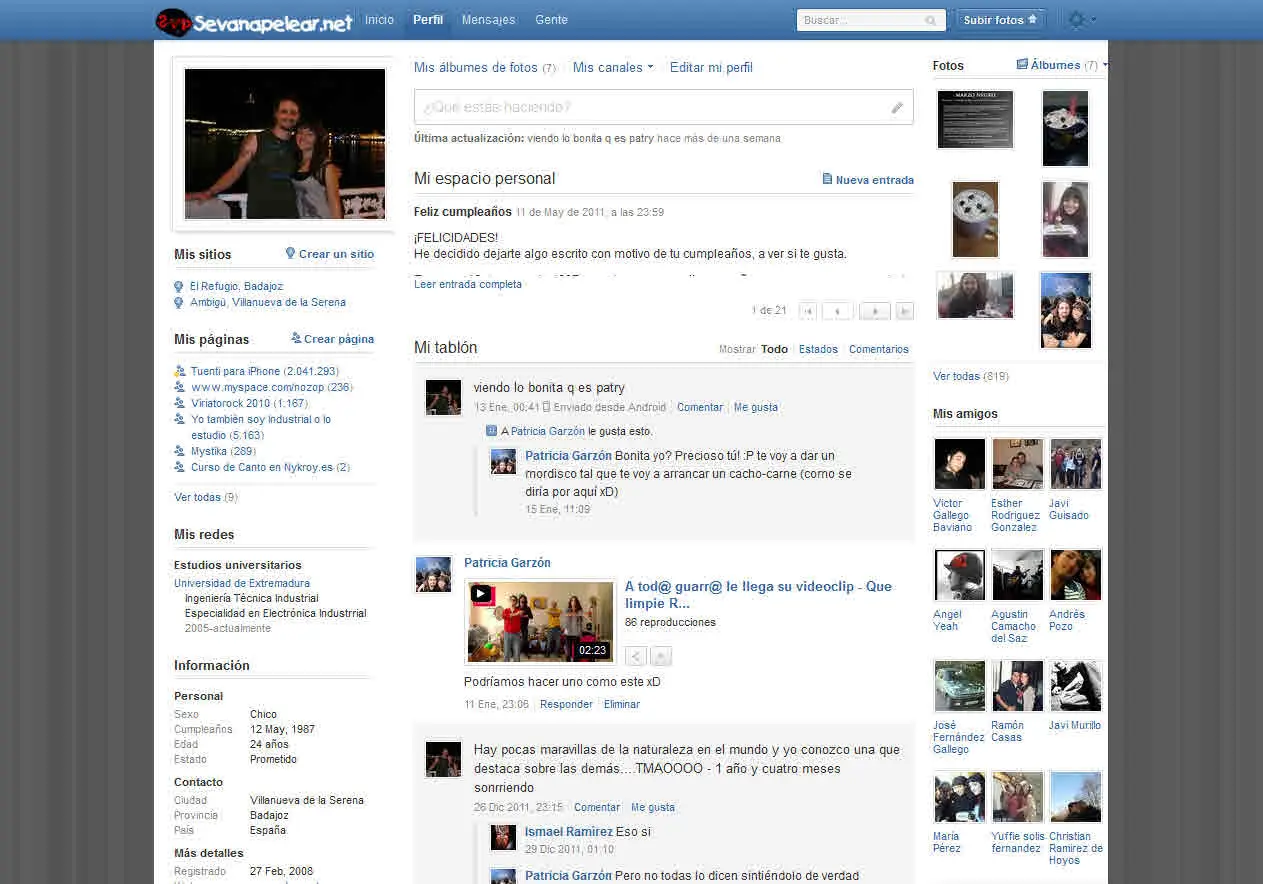 Sevanapelear.net
Inicio
Perfil
Mensajes
Gente
Buscar...
Subir fotos
Mis álbumes de fotos (7)
Mis canales
Editar mi perfil
¿Qué estás haciendo?
Última actualización: viendo lo bonita q es patry hace más de una semana
Mi espacio personal
Nueva entrada
Feliz cumpleaños 11 de May de 2011, a las 23:59
¡FELICIDADES!
He decidido dejarte algo escrito con motivo de tu cumpleaños, a ver si te gusta.
Leer entrada completa
1 de 21
Mi tablón
Mostrar Todo Estados Comentarios
viendo lo bonita q es patry
13 Ene, 00:41 Enviado desde Android Comentar Me gusta
A Patricia Garzón le gusta esto.
Patricia Garzón Bonita yo? Precioso tú! :P te voy a dar un
mordisco tal que te voy a arrancar un cacho-carne (como se
diría por aquí xD)
15 Ene, 11:09
Patricia Garzón
02:23
A tod@ guarr@ le llega su videoclip - Que
limpie R...
86 reproducciones
Podríamos hacer uno como este xD
11 Ene, 23:06 Responder Eliminar
Hay pocas maravillas de la naturaleza en el mundo y yo conozco una que
destaca sobre las demás....TMAOOOO - 1 año y cuatro meses
sonrriendo
26 Dic 2011, 23:15 Comentar Me gusta
Ismael Ramírez Eso si
29 Dic 2011, 01:10
Patricia Garzón Pero no todas lo dicen sintiéndolo de verdad
Mis sitios
Crear un sitio
El Refugio, Badajoz
Ambigú, Villanueva de la Serena
Mis páginas
Crear página
Tuenti para iPhone (2.041.293)
www.myspace.com/nozop (236)
Viriatorock 2010 (1.167)
Yo también soy Industrial o lo
estudio (5.163)
Mystika (289)
Curso de Canto en Nykroy.es (2)
Ver todas (9)
Mis redes
Estudios universitarios
Universidad de Extremadura
Ingeniería Técnica Industrial
Especialidad en Electrónica Industrrial
2005-actualmente
Información
Personal
Sexo Chico
Cumpleaños 12 May, 1987
Edad 24 años
Estado Prometido
Contacto
Ciudad Villanueva de la Serena
Provincia Badajoz
País España
Más detalles
Registrado 27 Feb, 2008
Fotos
Álbumes (7)
Ver todas (819)
Mis amigos
Víctor
Gallego
Baviano
Esther
Rodríguez
González
Javi
Guisado
Angel
Yeah
Agustín
Camacho
del Saz
Andrés
Pozo
José
Fernández
Gallego
Ramón
Casas
Javi Murillo
María
Pérez
Yuffie solis
fernandez
Christian
Ramírez de
Hoyos